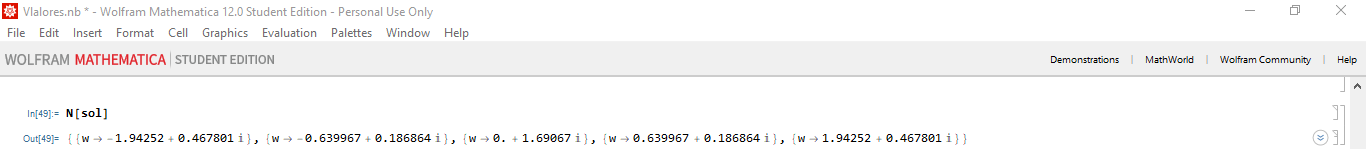 Vlalores.nb * - Wolfram Mathematica 12.0 Student Edition - Personal Use Only
File Edit Insert Format Cell Graphics Evaluation Palettes Window Help
WOLFRAM MATHEMATICA | STUDENT EDITION Demonstrations | MathWorld | Wolfram Community | Help
In[49]:= N[sol]
Out[49]= {{w → -1.94252 + 0.467801 i}, {w → -0.639967 + 0.186864 i}, {w → 0. + 1.69067 i}, {w → 0.639967 + 0.186864 i}, {w → 1.94252 + 0.467801 i}}